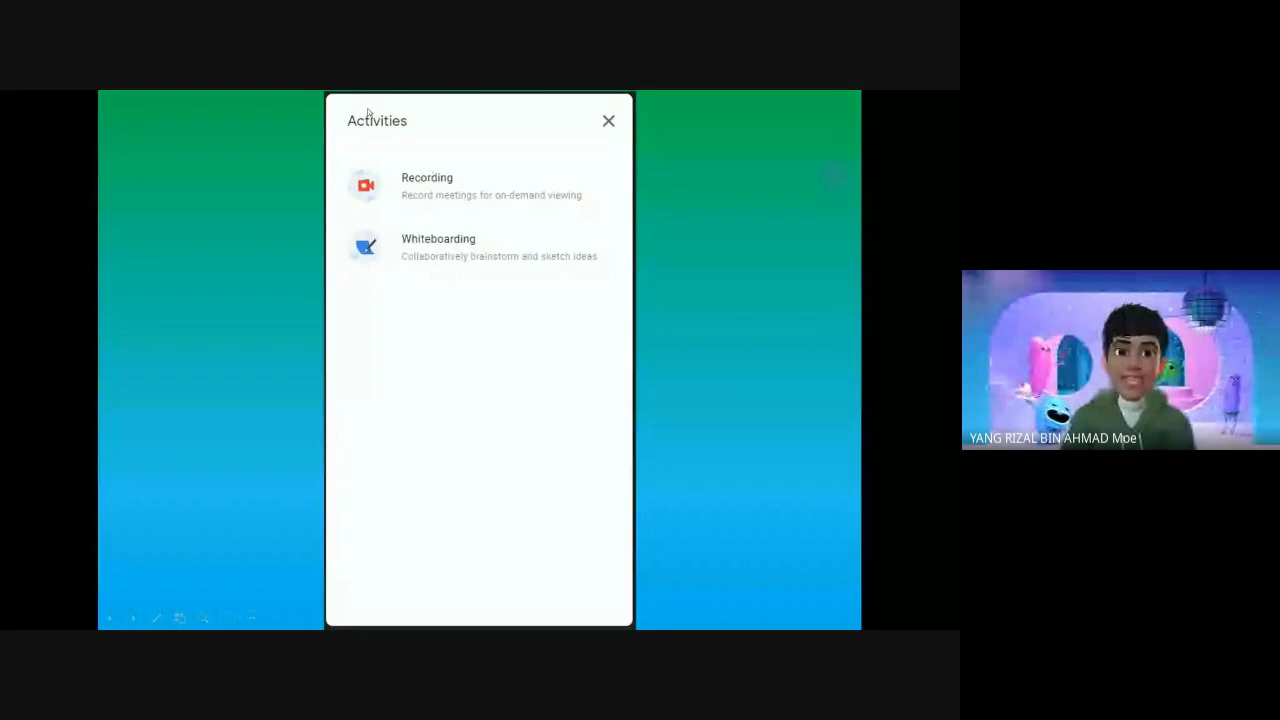 Activities
Recording
Record meetings for on-demand viewing
Whiteboarding
Collaboratively brainstorm and sketch ideas
YANG RIZAL BIN AHMAD Moe